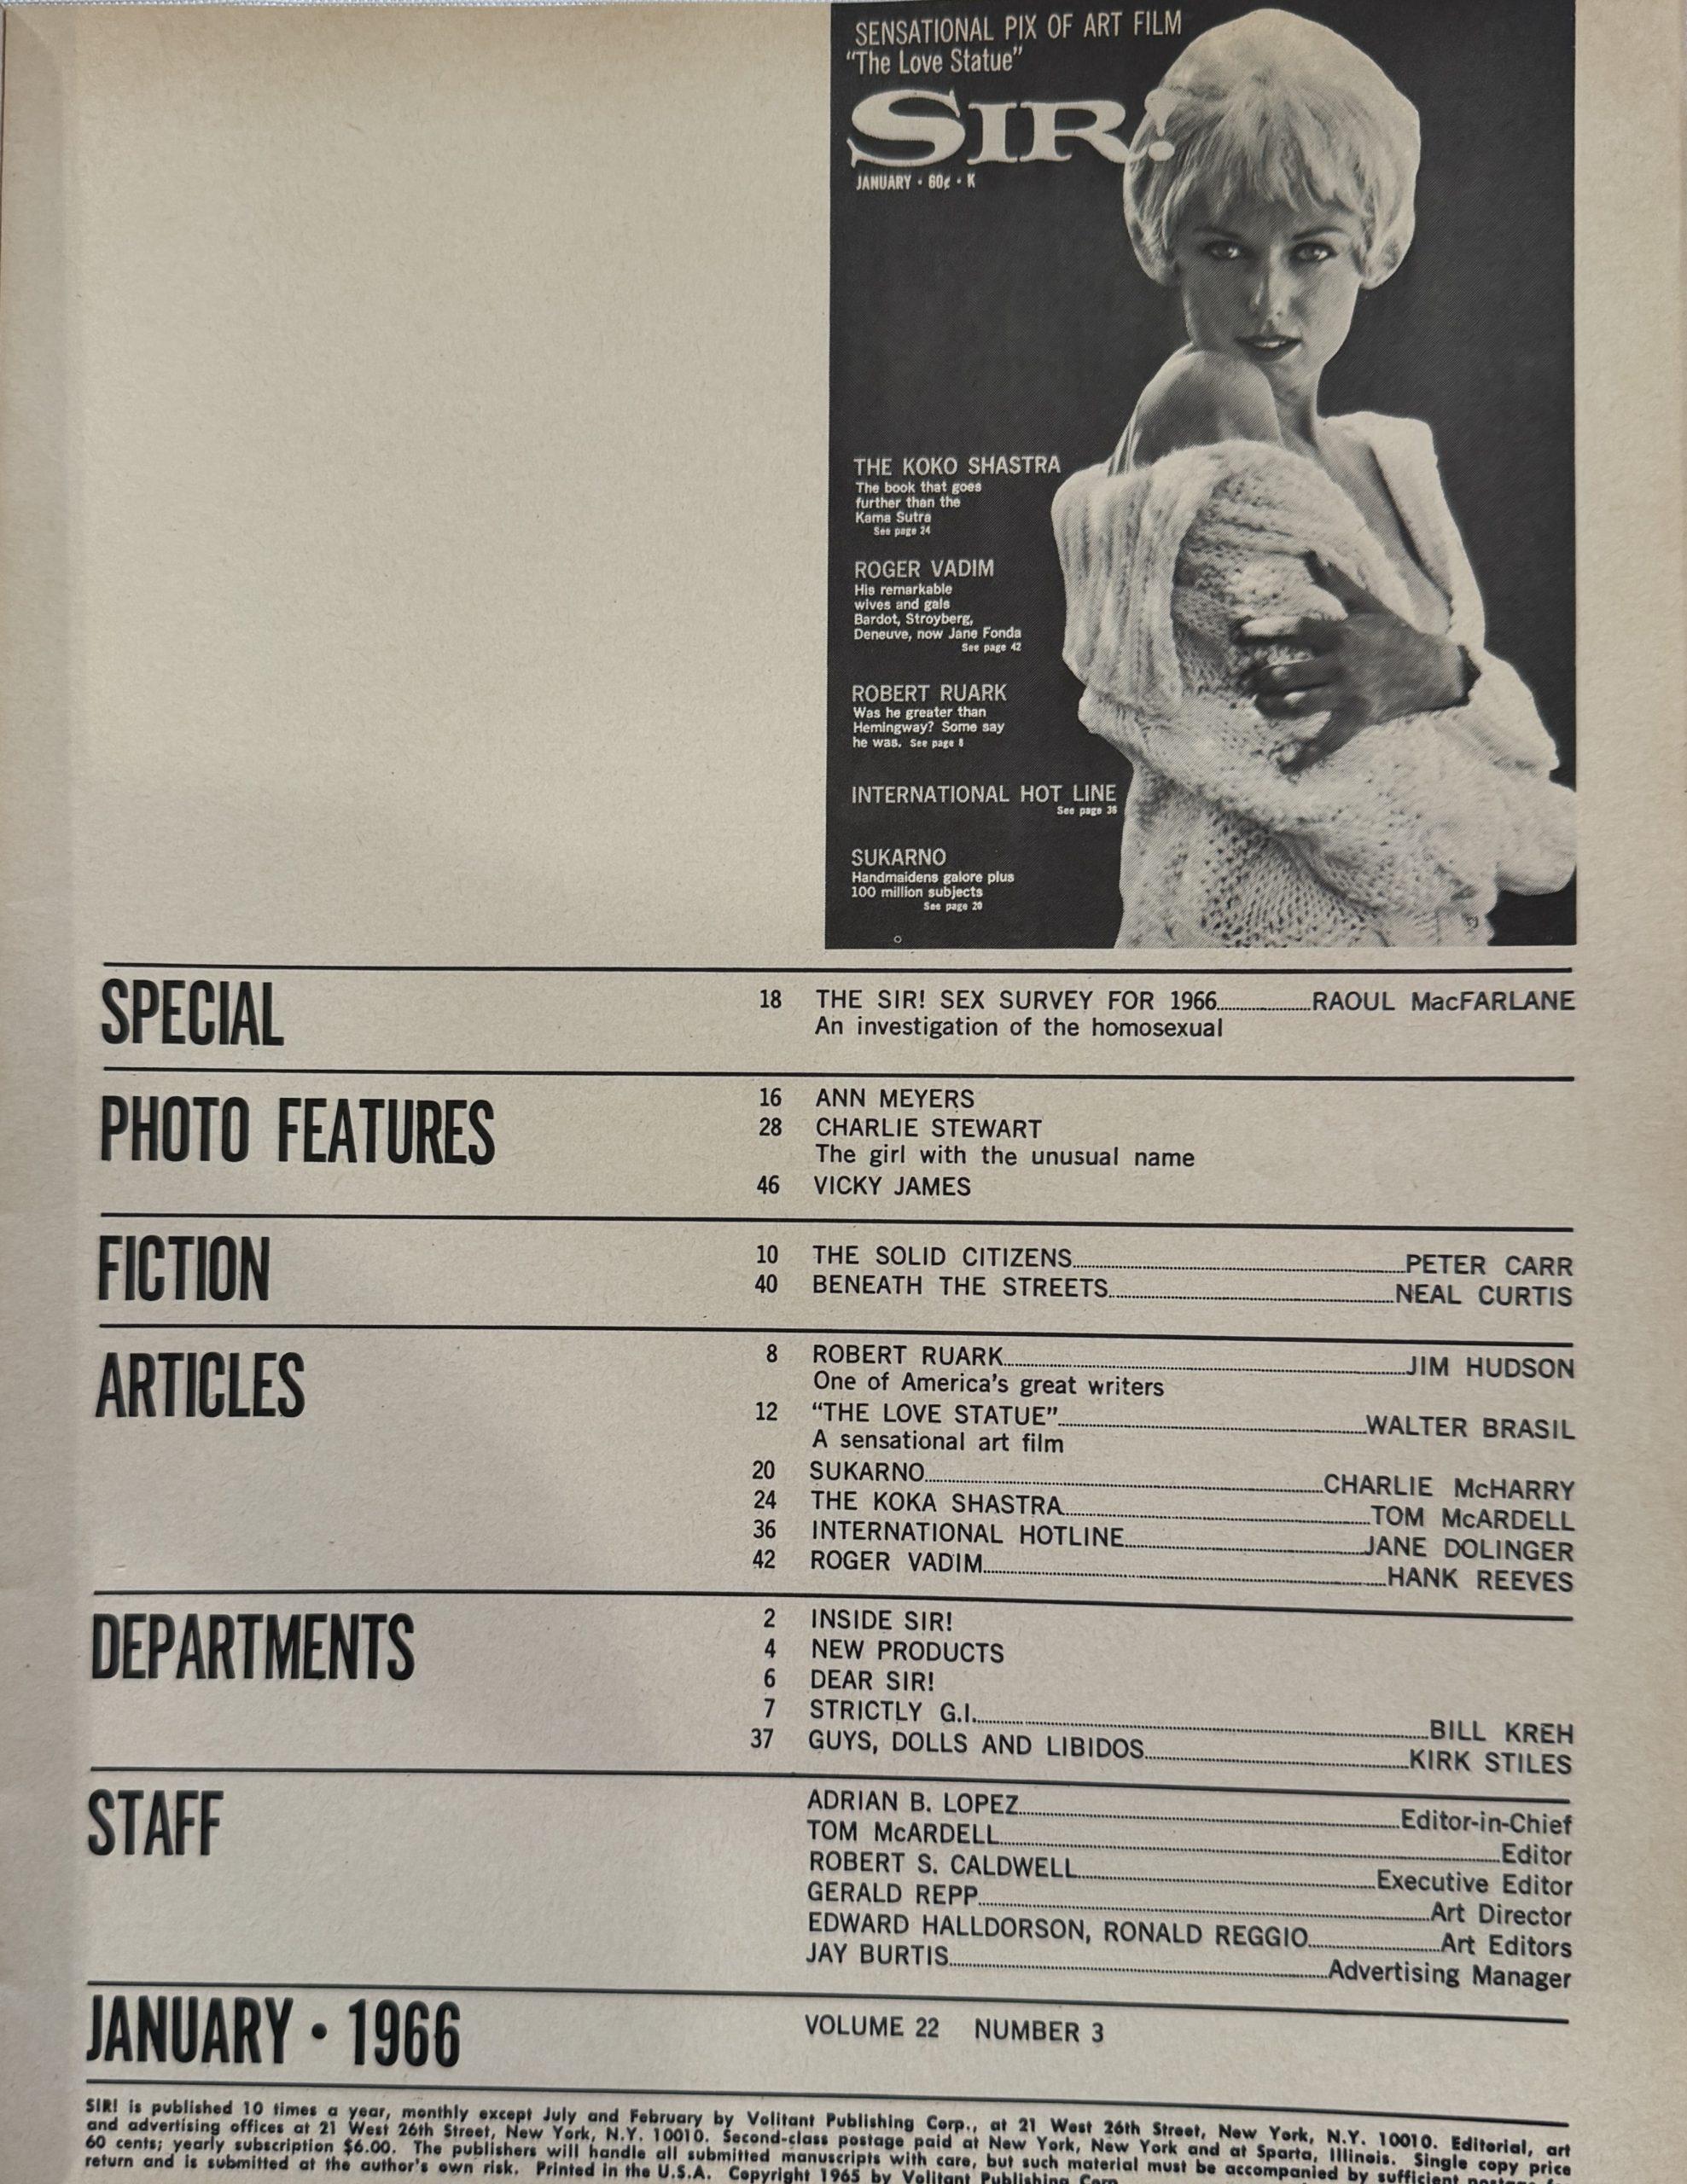 SENSATIONAL PIX OF ART FILM
"The Love Statue"
SIR!
JANUARY · 60¢ · K
THE KOKO SHASTRA
The book that goes
further than the
Kama Sutra
See page 24
ROGER VADIM
His remarkable
wives and gals
Bardot, Stroyberg,
Deneuve, now Jane Fonda
See page 42
ROBERT RUARK
Was he greater than
Hemingway? Some say
he was. See page 8
INTERNATIONAL HOT LINE
See page 36
SUKARNO
Handmaidens galore plus
100 million subjects
See page 20
SPECIAL
18 THE SIR! SEX SURVEY FOR 1966 RAOUL MacFARLANE
An investigation of the homosexual
PHOTO FEATURES
16 ANN MEYERS
28 CHARLIE STEWART
The girl with the unusual name
46 VICKY JAMES
FICTION
10 THE SOLID CITIZENS PETER CARR
40 BENEATH THE STREETS NEAL CURTIS
ARTICLES
8 ROBERT RUARK JIM HUDSON
One of America's great writers
12 "THE LOVE STATUE" WALTER BRASIL
A sensational art film
20 SUKARNO CHARLIE McHARRY
24 THE KOKA SHASTRA TOM McARDELL
36 INTERNATIONAL HOTLINE JANE DOLINGER
42 ROGER VADIM HANK REEVES
DEPARTMENTS
2 INSIDE SIR!
4 NEW PRODUCTS
6 DEAR SIR!
7 STRICTLY G.I. BILL KREH
37 GUYS, DOLLS AND LIBIDOS KIRK STILES
STAFF
ADRIAN B. LOPEZ Editor-in-Chief
TOM McARDELL Editor
ROBERT S. CALDWELL Executive Editor
GERALD REPP Art Director
EDWARD HALLDORSON, RONALD REGGIO Art Editors
JAY BURTIS Advertising Manager
JANUARY · 1966
VOLUME 22 NUMBER 3
SIR! is published 10 times a year, monthly except July and February by Volitant Publishing Corp., at 21 West 26th Street, New York, N.Y. 10010. Editorial, art
and advertising offices at 21 West 26th Street, New York, N.Y. 10010. Second-class postage paid at New York, New York and at Sparta, Illinois. Single copy price
60 cents; yearly subscription $6.00. The publishers will handle all submitted manuscripts with care, but such material must be accompanied by sufficient
return and is submitted at the author's own risk. Printed in the U.S.A. Copyright 1965 by Volitant Publishing Corp.